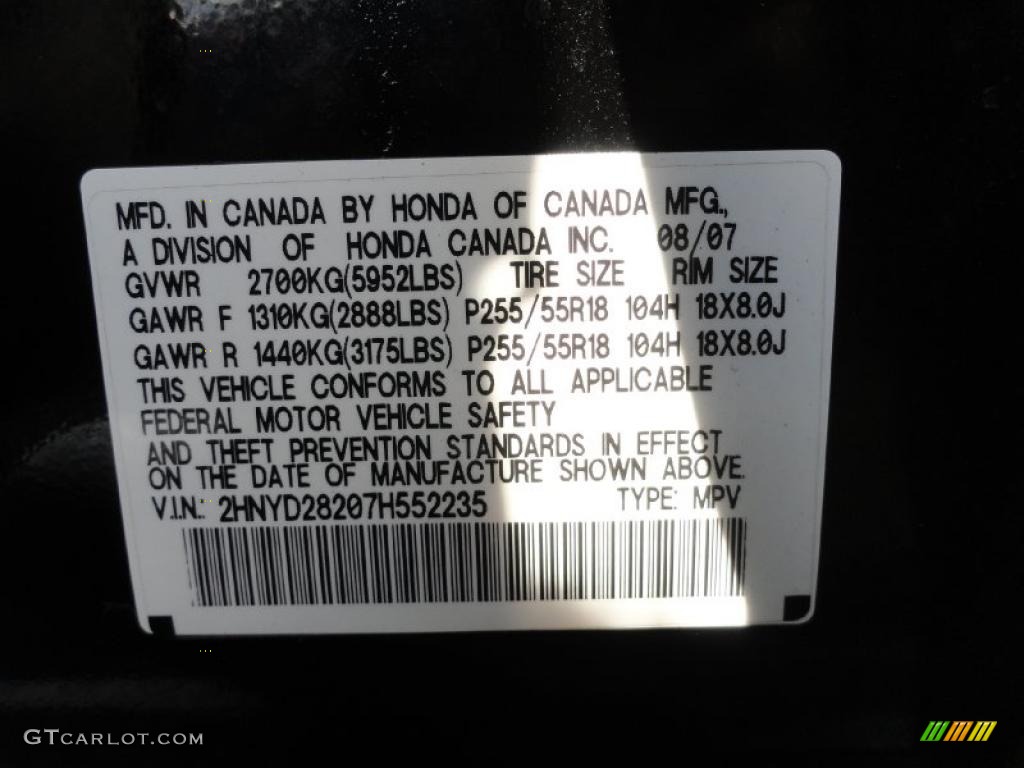 MFD. IN CANADA BY HONDA OF CANADA MFG.,
A DIVISION OF HONDA CANADA INC. 08/07
GVWR 2700KG(5952LBS) TIRE SIZE RIM SIZE
GAWR F 1310KG(2888LBS) P255/55R18 104H 18X8.0J
GAWR R 1440KG(3175LBS) P255/55R18 104H 18X8.0J
THIS VEHICLE CONFORMS TO ALL APPLICABLE
FEDERAL MOTOR VEHICLE SAFETY
AND THEFT PREVENTION STANDARDS IN EFFECT
ON THE DATE OF MANUFACTURE SHOWN ABOVE.
V.I.N.: 2HNYD28207H552235 TYPE: MPV
GTCARLOT.COM